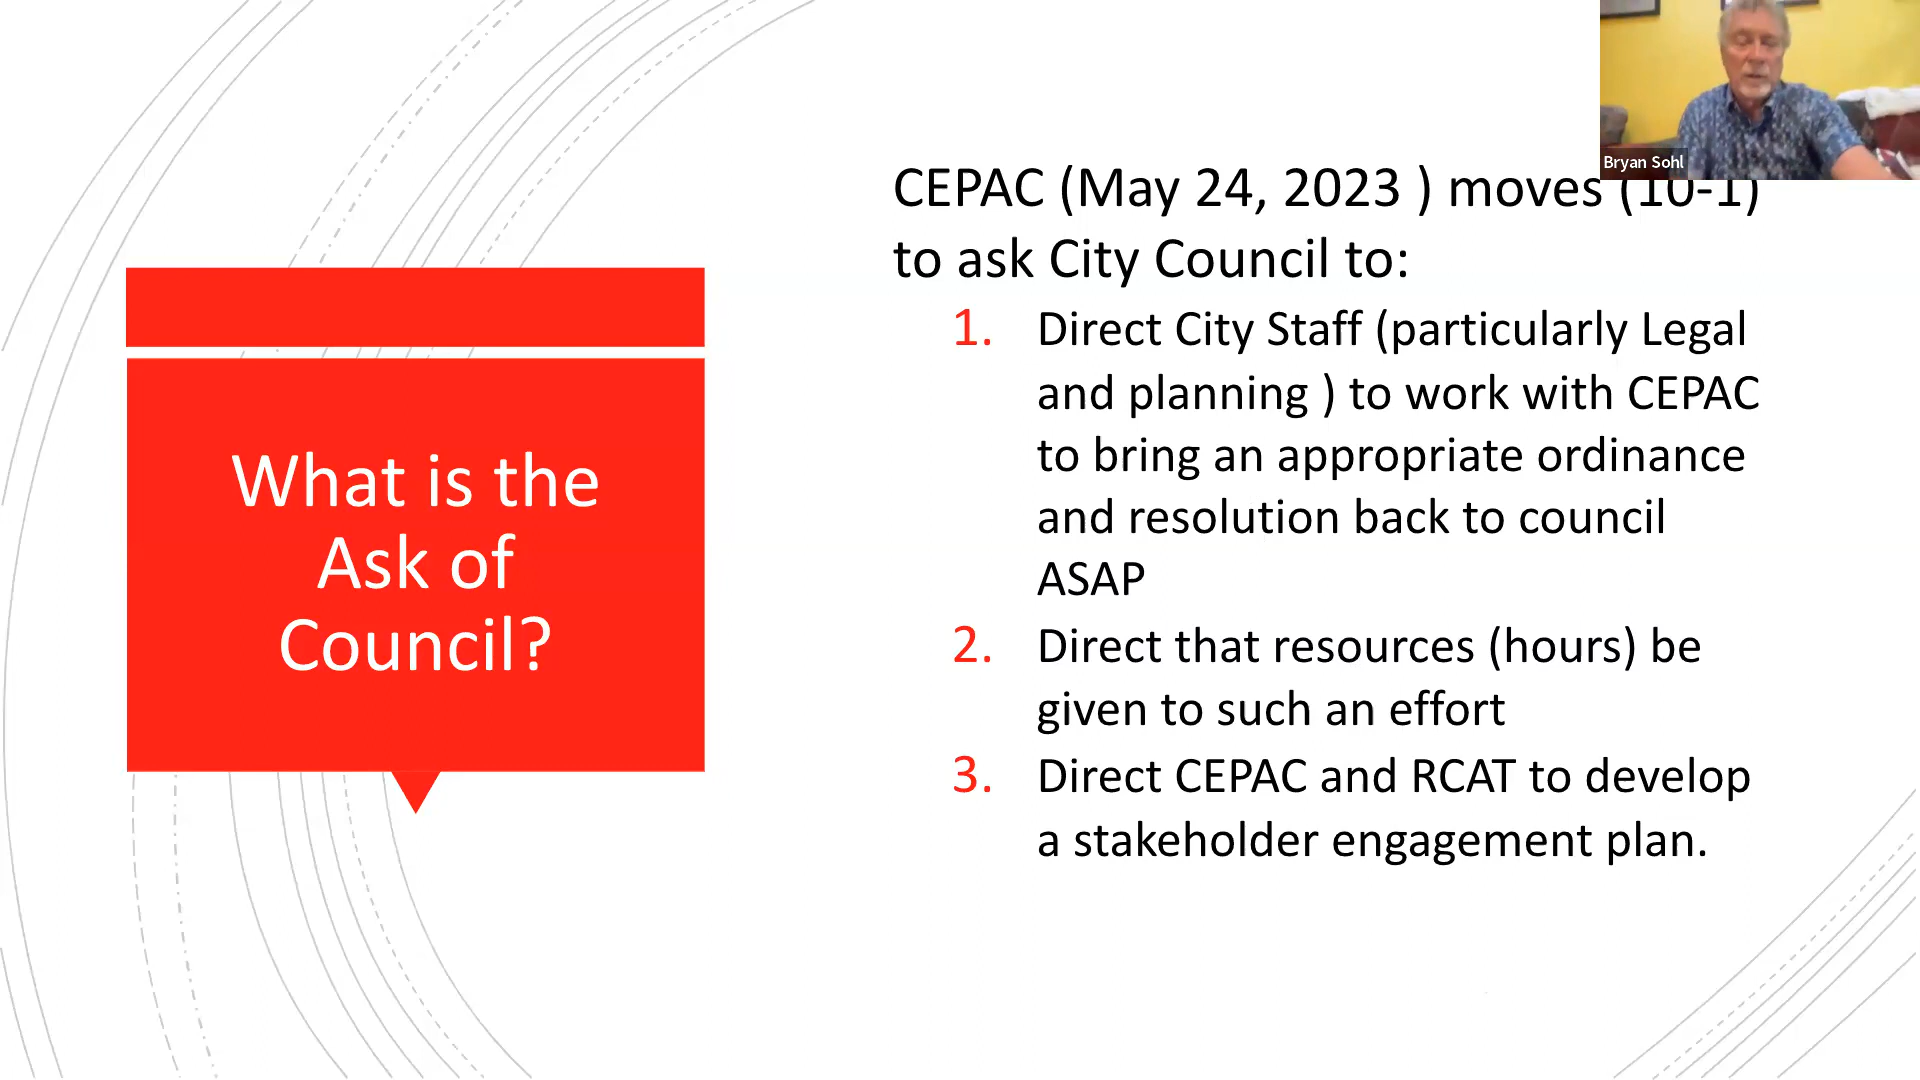 What is the
Ask of
Council?
CEPAC (May 24, 2023 ) moves (10-1)
to ask City Council to:
1. Direct City Staff (particularly Legal
and planning ) to work with CEPAC
to bring an appropriate ordinance
and resolution back to council
ASAP
2. Direct that resources (hours) be
given to such an effort
3. Direct CEPAC and RCAT to develop
a stakeholder engagement plan.
Bryan Sohl